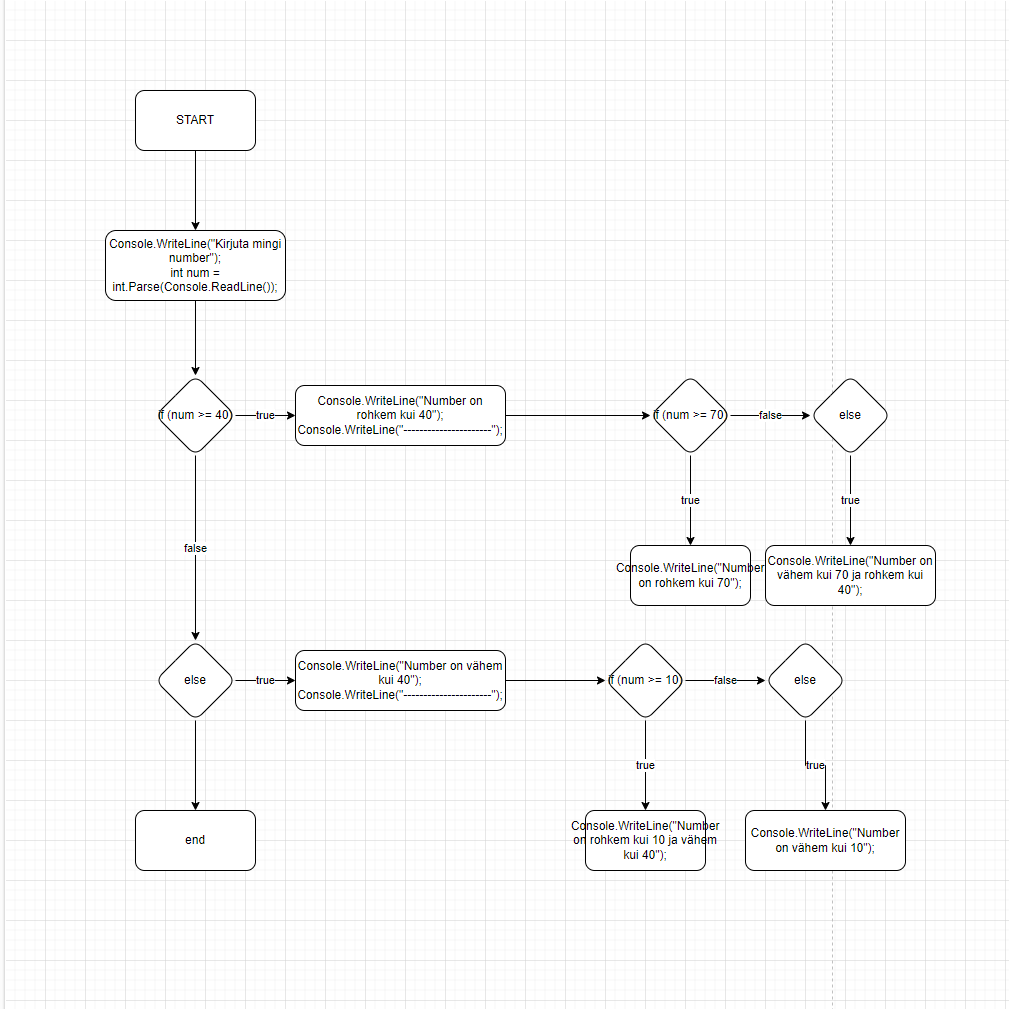 START
Console.WriteLine("Kirjuta mingi
number");
int num =
int.Parse(Console.ReadLine());
if (num >= 40)
true
Console.WriteLine("Number on
rohkem kui 40");
Console.WriteLine("----------------------");
if (num >= 70)
false
else
true
true
false
Console.WriteLine("Number
on rohkem kui 70");
Console.WriteLine("Number on
vähem kui 70 ja rohkem kui
40");
else
true
Console.WriteLine("Number on vähem
kui 40");
Console.WriteLine("----------------------");
if (num >= 10)
false
else
true
true
end
Console.WriteLine("Number
on rohkem kui 10 ja vähem
kui 40");
Console.WriteLine("Number
on vähem kui 10");